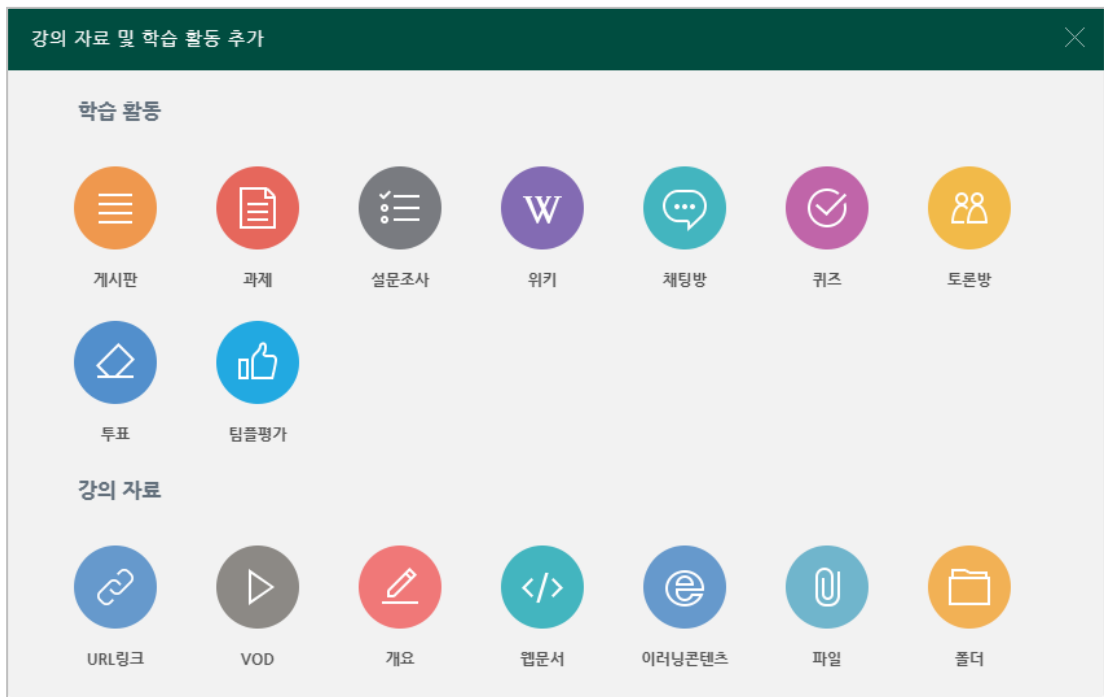 강의 자료 및 학습 활동 추가
학습 활동
W
게시판 과제 설문조사 위키 채팅방 퀴즈 토론방
투표 팀플평가
강의 자료
</> e
URL링크 VOD 개요 웹문서 이러닝콘텐츠 파일 폴더